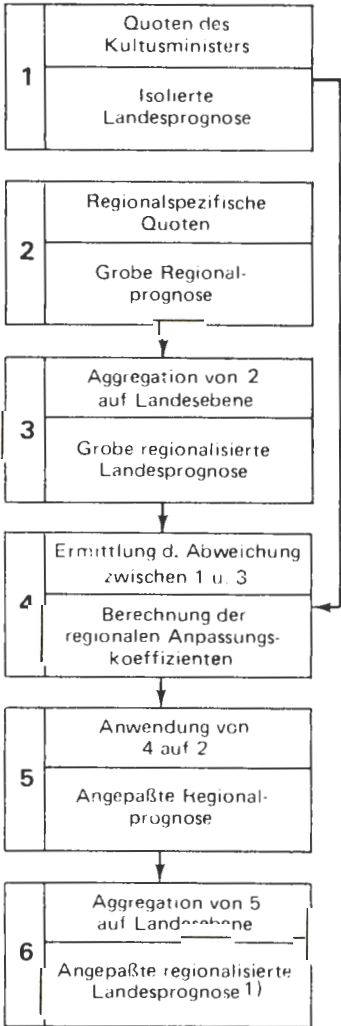 1
Quoten des
Kultusministers
Isolierte
Landesprognose
2
Regionalspezifische
Quoten
Grobe Regional-
prognose
3
Aggregation von 2
auf Landesebene
Grobe regionalisierte
Landesprognose
4
Ermittlung d. Abweichung
zwischen 1 u. 3
Berechnung der
regionalen Anpassungs-
koeffizienten
5
Anwendung von
4 auf 2
Angepaßte Regional-
prognose
6
Aggregation von 5
auf Landesebene
Angepaßte regionalisierte
Landesprognose 1)